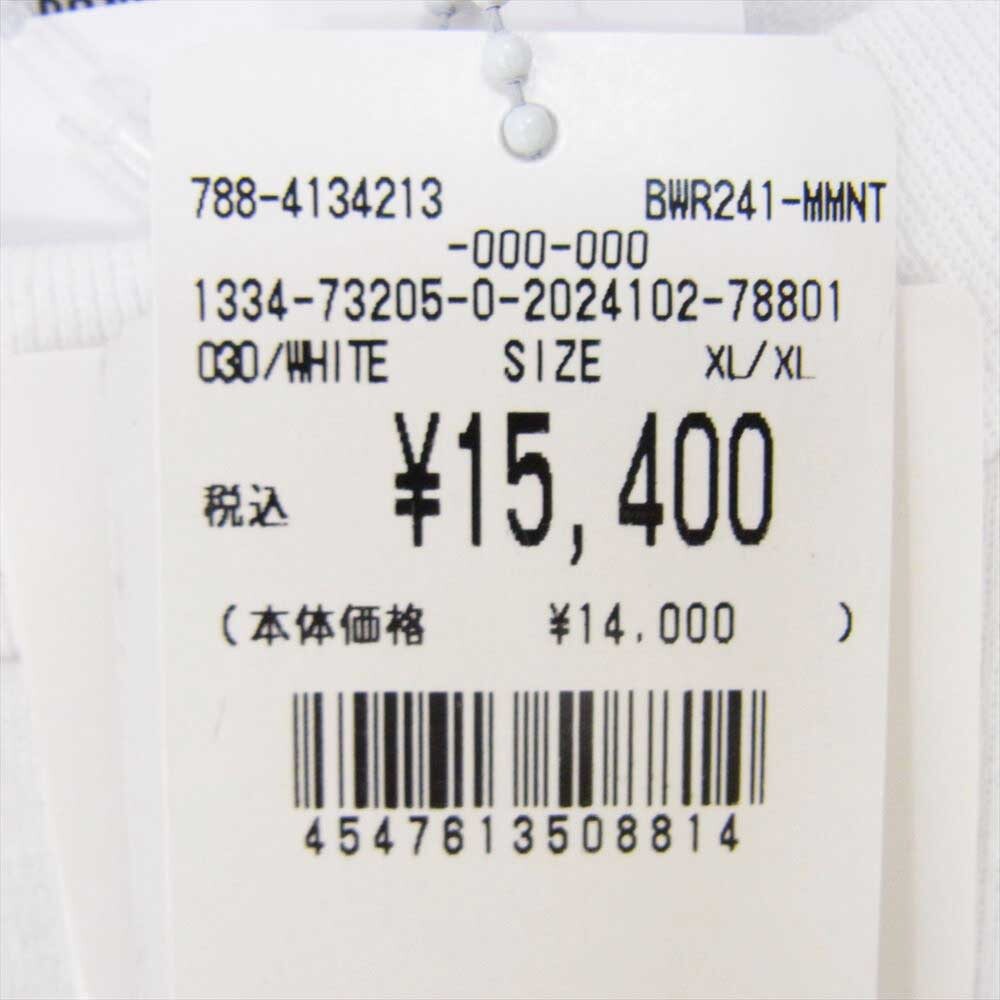 788-4134213 BWR241-MMNT
-000-000
1334-73205-0-2024102-78801
030/WHITE SIZE XL/XL
税込 ¥15,400
(本体価格 ¥14,000 )
4547613508814